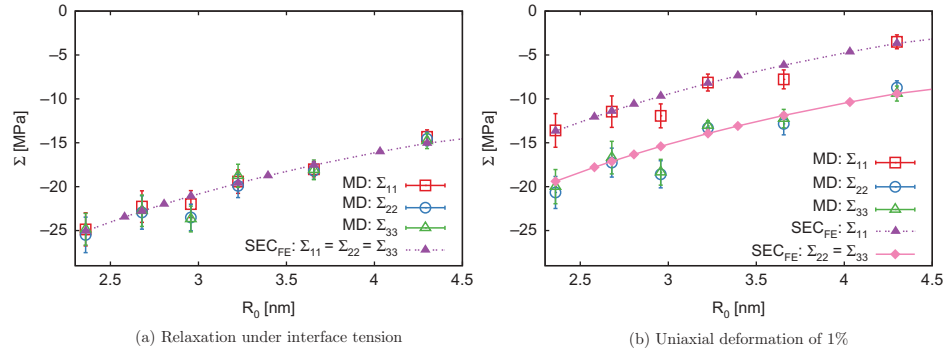 0
−5
−10
−15
−20
−25
Σ [MPa]
MD: Σ11
MD: Σ22
MD: Σ33
SECFE: Σ11 = Σ22 = Σ33
2.5 3 3.5 4 4.5
R0 [nm]
(a) Relaxation under interface tension
0
−5
−10
−15
−20
−25
Σ [MPa]
MD: Σ11
MD: Σ22
MD: Σ33
SECFE: Σ11
SECFE: Σ22 = Σ33
2.5 3 3.5 4 4.5
R0 [nm]
(b) Uniaxial deformation of 1%